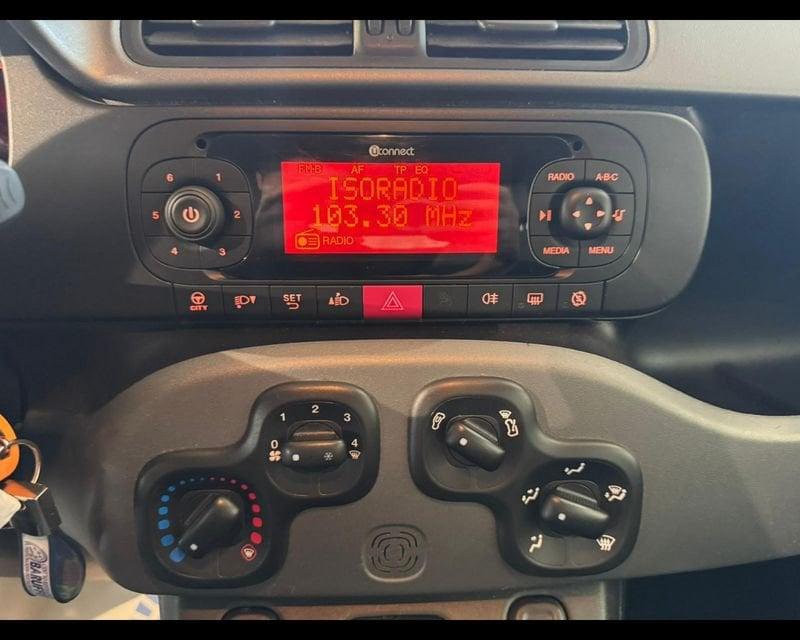 uconnect
FM-B AF TP EQ
ISORADIO
103.30 MHz
RADIO
6 1
5 2
4 3
RADIO A·B·C
MEDIA MENU
CITY SET
0 1 2 3 4